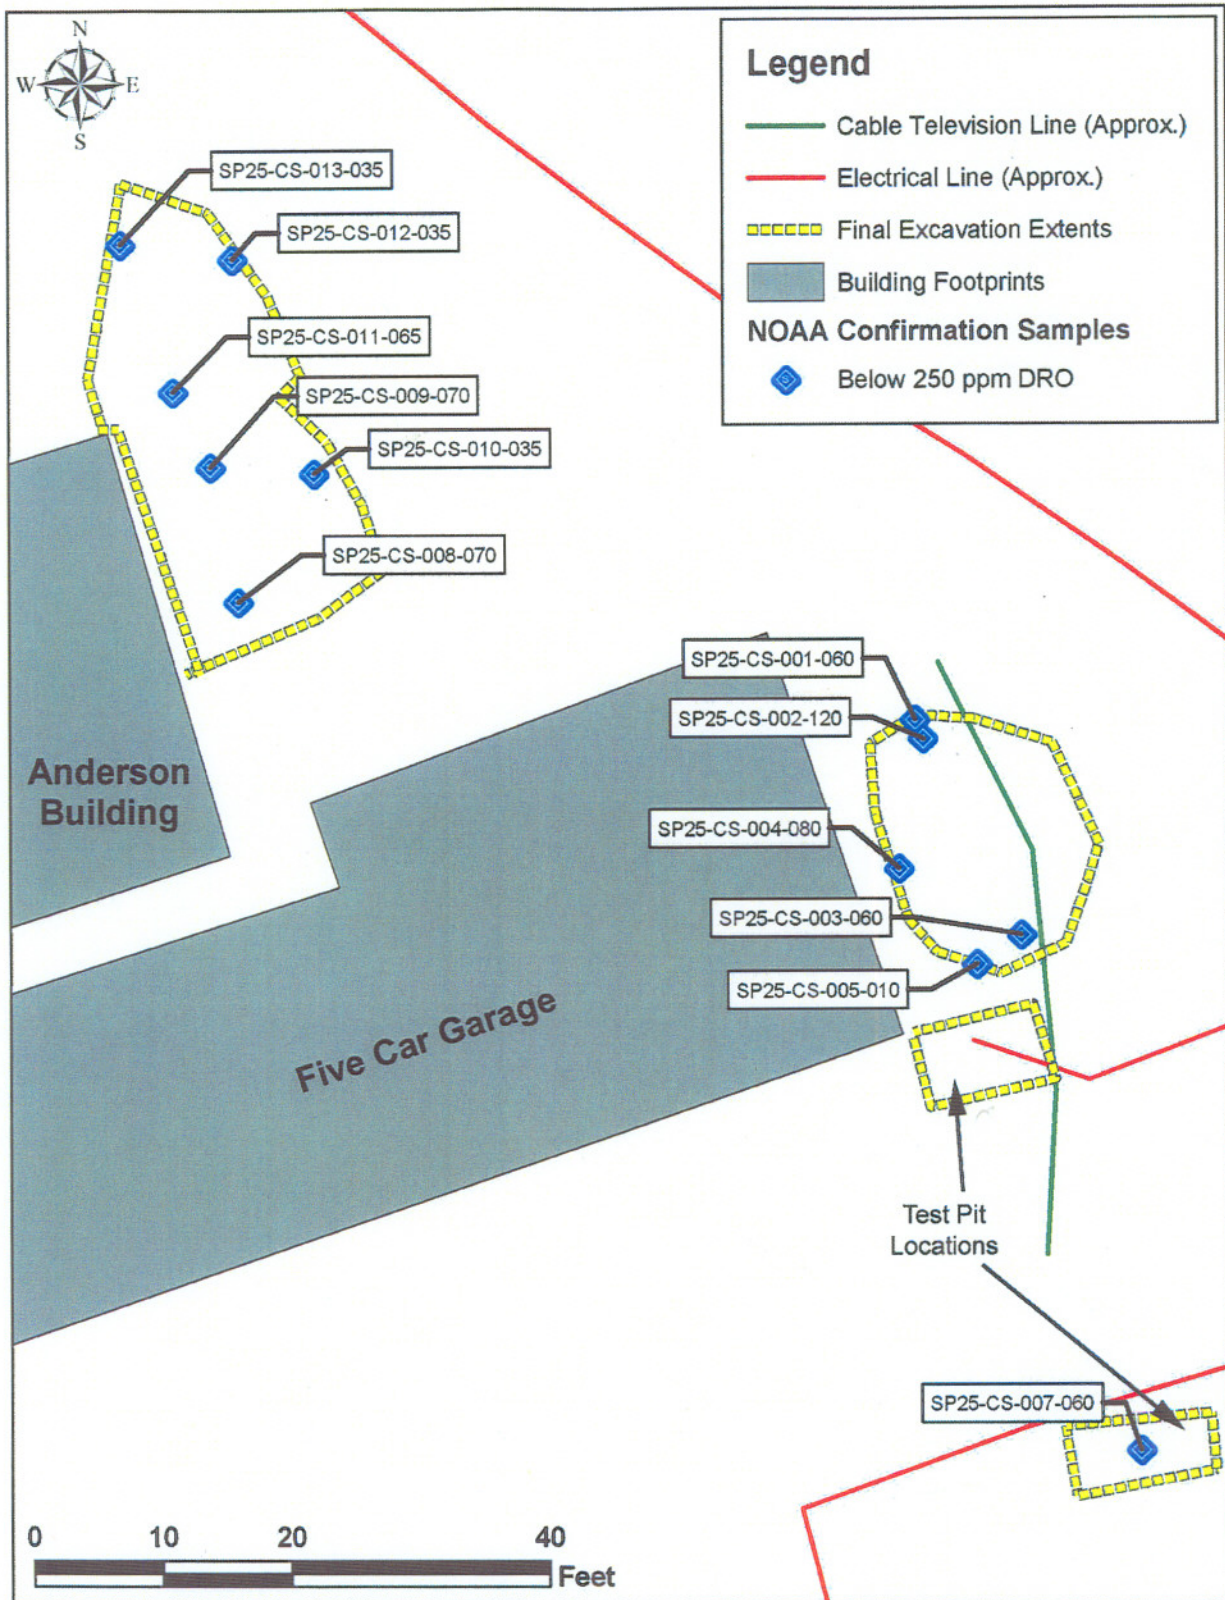 N
W
E
S
Legend
Cable Television Line (Approx.)
Electrical Line (Approx.)
Final Excavation Extents
Building Footprints
NOAA Confirmation Samples
Below 250 ppm DRO
SP25-CS-013-035
SP25-CS-012-035
SP25-CS-011-065
SP25-CS-009-070
SP25-CS-010-035
SP25-CS-008-070
SP25-CS-001-060
SP25-CS-002-120
Anderson
Building
SP25-CS-004-080
SP25-CS-003-060
SP25-CS-005-010
Five Car Garage
Test Pit
Locations
SP25-CS-007-060
0 10 20 40
Feet